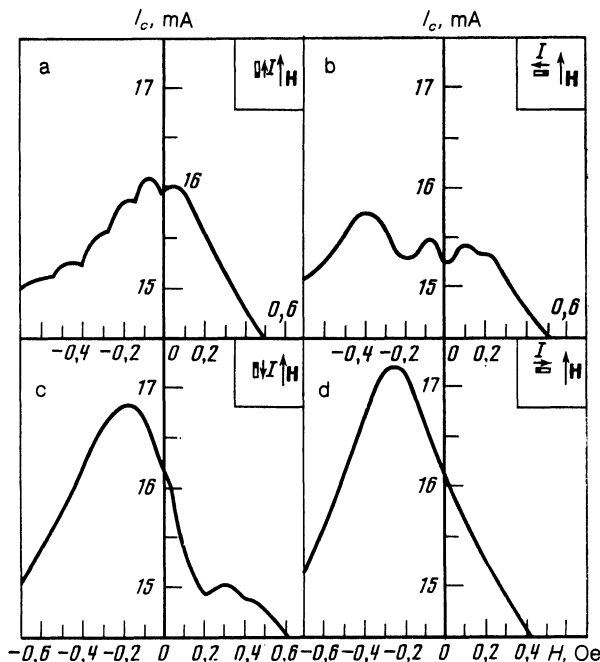 I_c, mA I_c, mA
a I H b I H
17 17
16 16
15 15
0,6 0,6
-0,4 -0,2 0 0,2 -0,4 -0,2 0 0,2
c I H d I H
17 17
16 16
15 15
-0,6 -0,4 -0,2 0 0,2 0,4 0,6 -0,6 -0,4 -0,2 0 0,2 0,4 H, Oe